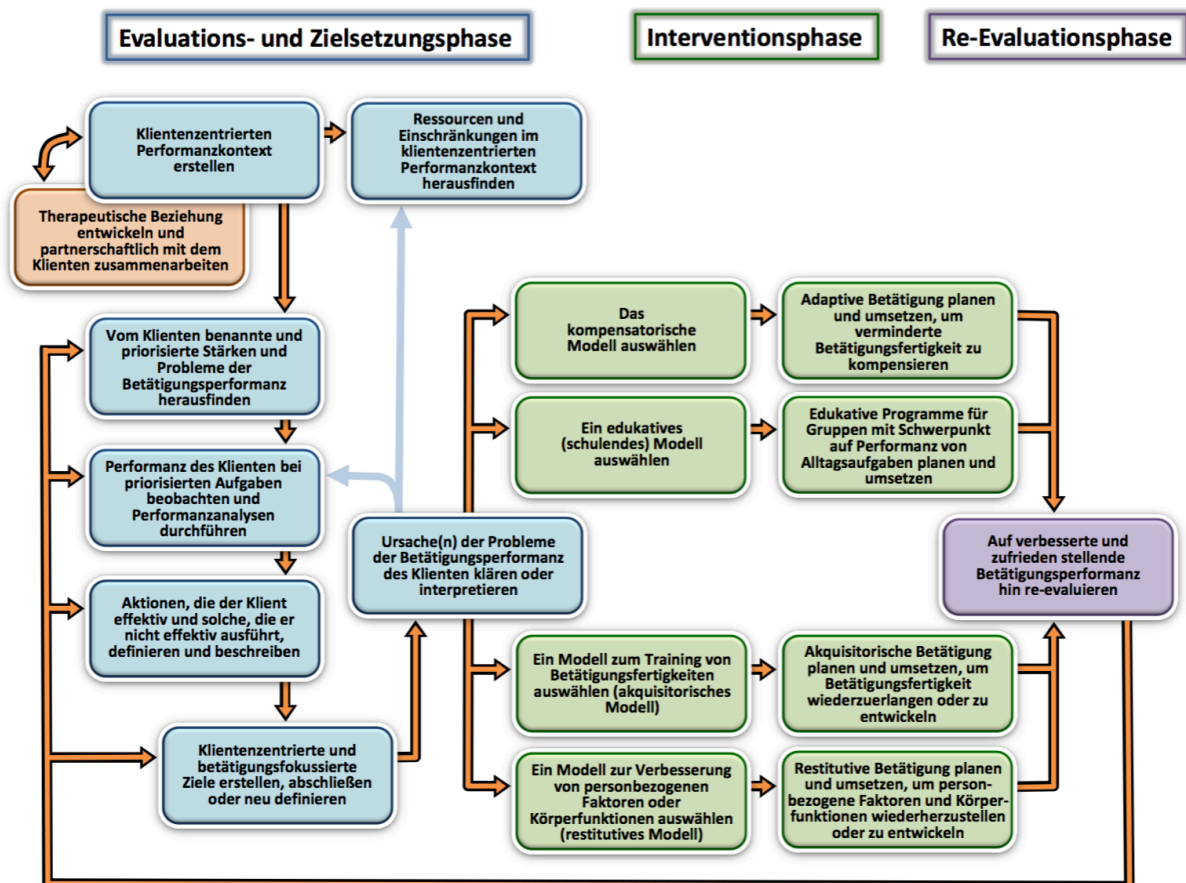 Evaluations- und Zielsetzungsphase
Interventionsphase
Re-Evaluationsphase
Klientenzentrierten
Performanzkontext
erstellen
Ressourcen und
Einschränkungen im
klientenzentrierten
Performanzkontext
herausfinden
Therapeutische Beziehung
entwickeln und
partnerschaftlich mit dem
Klienten zusammenarbeiten
Vom Klienten benannte und
priorisierte Stärken und
Probleme der
Betätigungsperformanz
herausfinden
Performanz des Klienten bei
priorisierten Aufgaben
beobachten und
Performanzanalysen
durchführen
Aktionen, die der Klient
effektiv und solche, die er
nicht effektiv ausführt,
definieren und beschreiben
Klientenzentrierte und
betätigungsfokussierte
Ziele erstellen, abschließen
oder neu definieren
Ursache(n) der Probleme
der Betätigungsperformanz
des Klienten klären oder
interpretieren
Das
kompensatorische
Modell auswählen
Adaptive Betätigung planen
und umsetzen, um
verminderte
Betätigungsfertigkeit zu
kompensieren
Ein edukatives
(schulendes) Modell
auswählen
Edukative Programme für
Gruppen mit Schwerpunkt
auf Performanz von
Alltagsaufgaben planen und
umsetzen
Ein Modell zum Training von
Betätigungsfertigkeiten
auswählen (akquisitorisches
Modell)
Akquisitorische Betätigung
planen und umsetzen, um
Betätigungsfertigkeit
wiederzuerlangen oder zu
entwickeln
Ein Modell zur Verbesserung
von personbezogenen
Faktoren oder
Körperfunktionen auswählen
(restitutives Modell)
Restitutive Betätigung planen
und umsetzen, um person-
bezogene Faktoren und Körper-
funktionen wiederherzustellen
oder zu entwickeln
Auf verbesserte und
zufrieden stellende
Betätigungsperformanz
hin re-evaluieren